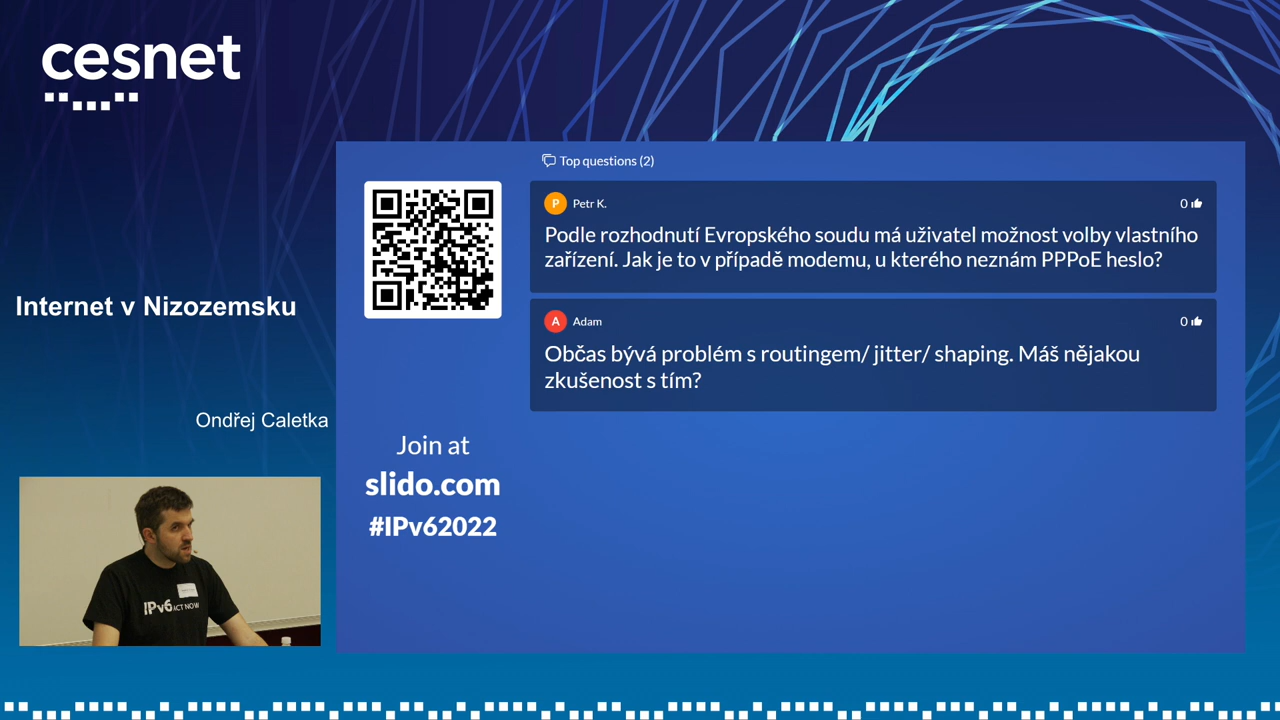 cesnet
Top questions (2)
P
Petr K.
0
Podle rozhodnutí Evropského soudu má uživatel možnost volby vlastního
zařízení. Jak je to v případě modemu, u kterého neznám PPPoE heslo?
A
Adam
0
Občas bývá problém s routingem/ jitter/ shaping. Máš nějakou
zkušenost s tím?
Internet v Nizozemsku
Ondřej Caletka
Join at
slido.com
#IPv62022
IPv6 ACT NOW